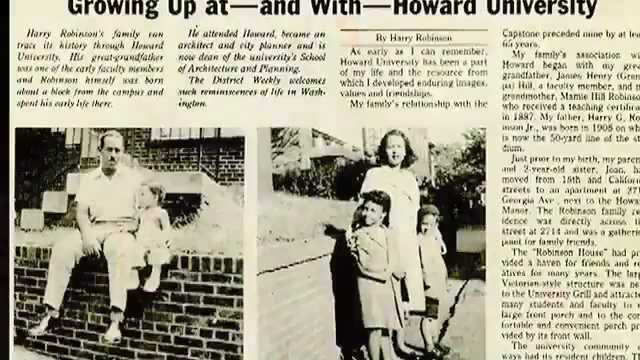 Growing Up at—and With—Howard University
Harry Robinson's family can
trace its history through Howard
University. His great-grandfather
was one of the early faculty members
and Robinson himself was born
about a block from the campus and
spent his early life there.
He attended Howard, became an
architect and city planner and is
now dean of the university's School
of Architecture and Planning.
The District Weekly welcomes
such reminiscences of life in Wash-
ington.
By Harry Robinson
As early as I can remember,
Howard University has been a part
of my life and the resource from
which I developed enduring images,
values and friendships.
My family's relationship with the
Capstone preceded mine by at lea
65 years.
My family's association wi
Howard began with my grea
grandfather, James Henry (Gran
pa) Hill, a faculty member, and m
grandmother, Mamie Hill Robinso
who received a teaching certifica
in 1887. My father, Harry G. Ro
inson Jr., was born in 1905 on wh
is now the 50-yard line of the st
dium.
Just prior to my birth, my paren
and 2-year-old sister, Joan, ha
moved from 15th and Californ
streets to an apartment at 27
Georgia Ave., next to the Howa
Manor. The Robinson family re
idence was directly across th
street at 2714 and was a gatherin
point for family friends.
The "Robinson House" had pro
vided a haven for friends and re
atives for many years. The larg
Victorian-style structure was ne
to the University Grill and attract
many students and faculty to i
large front porch and to the com
fortable and convenient perch pr
vided by its front wall.
The university community
ways had its resident children. T